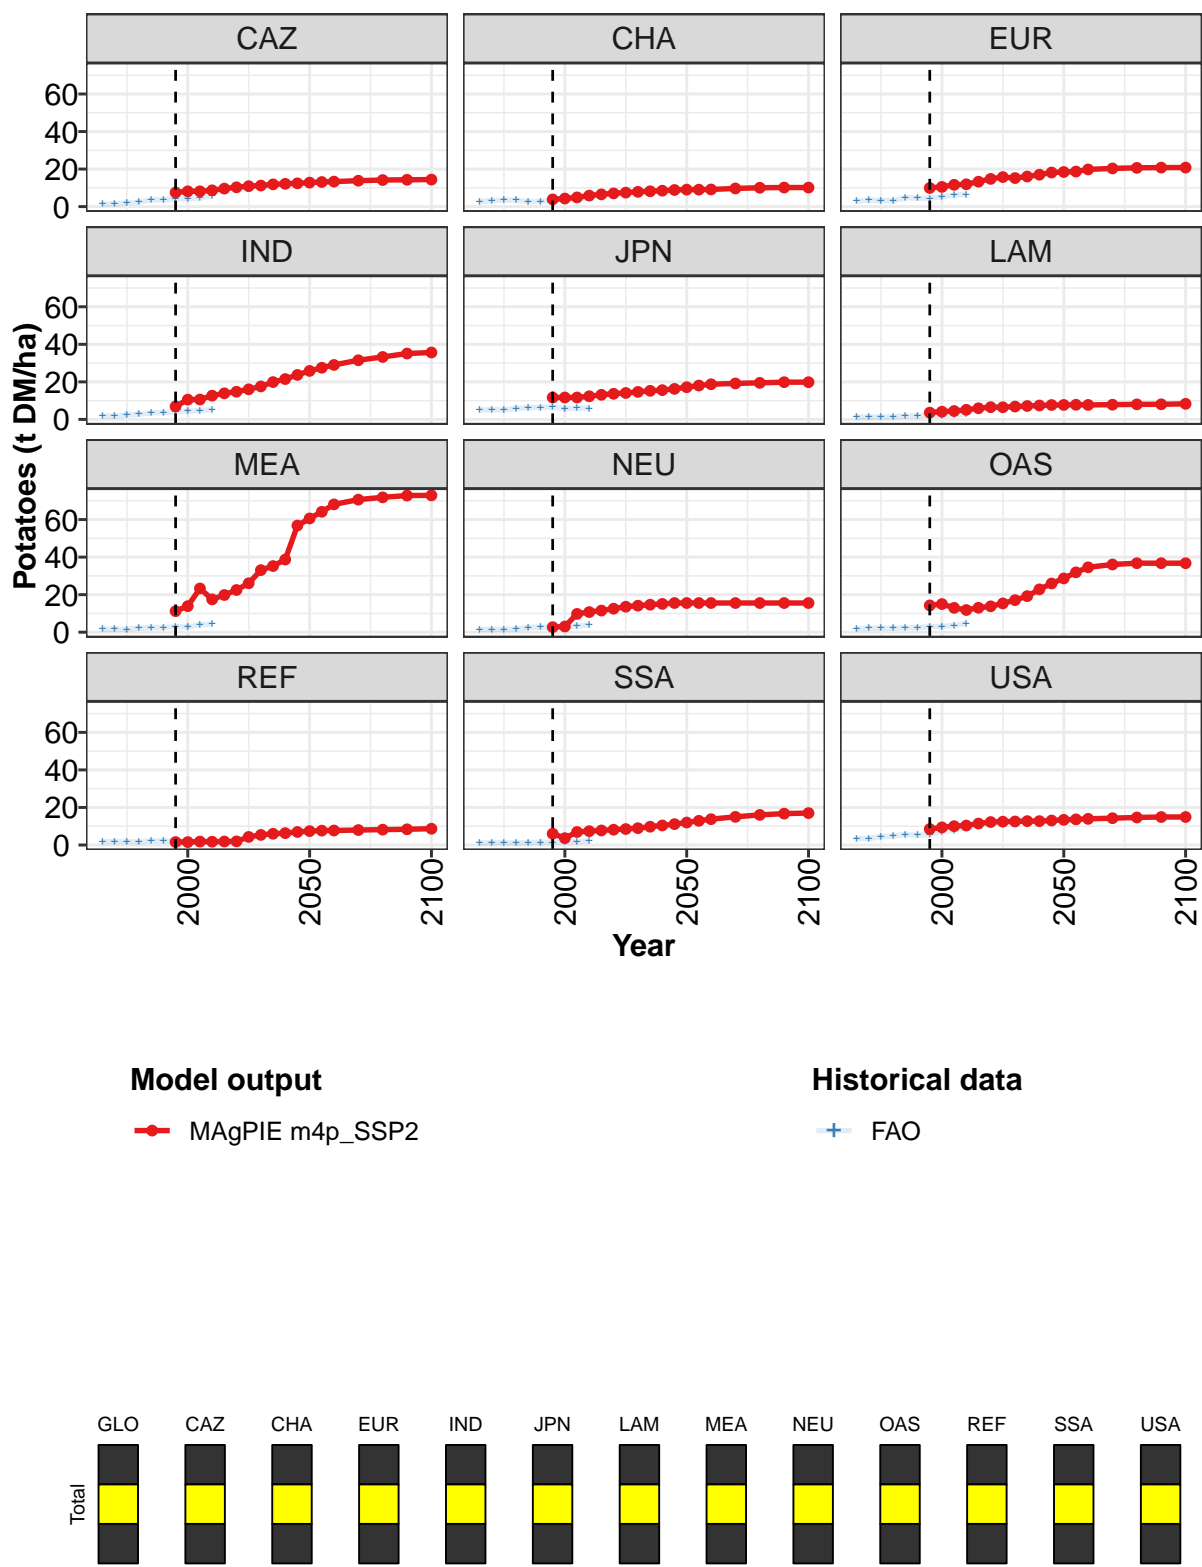 CAZ CHA EUR
60
40
20
0
IND JPN LAM
60
40
20
0
MEA NEU OAS
60
40
20
0
REF SSA USA
60
40
20
0
Potatoes (t DM/ha)
2000 2050 2100 2000 2050 2100 2000 2050 2100
Year
Model output Historical data
MAgPIE m4p_SSP2 FAO
GLO CAZ CHA EUR IND JPN LAM MEA NEU OAS REF SSA USA
Total